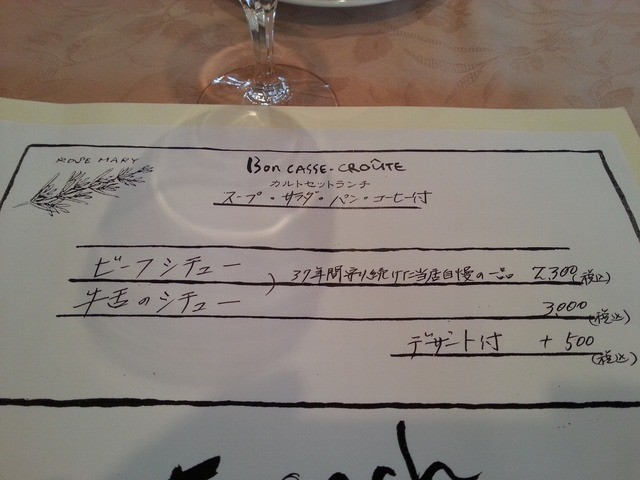 ROSE MARY
Bon CASSE-CROÛTE
カルトセットランチ
スープ・サラダ・パン・コーヒー付
ビーフシチュー
37年間守り続けた当店自慢の一品 2,300(税込)
牛舌のシチュー
3,000(税込)
デザート付 +500(税込)